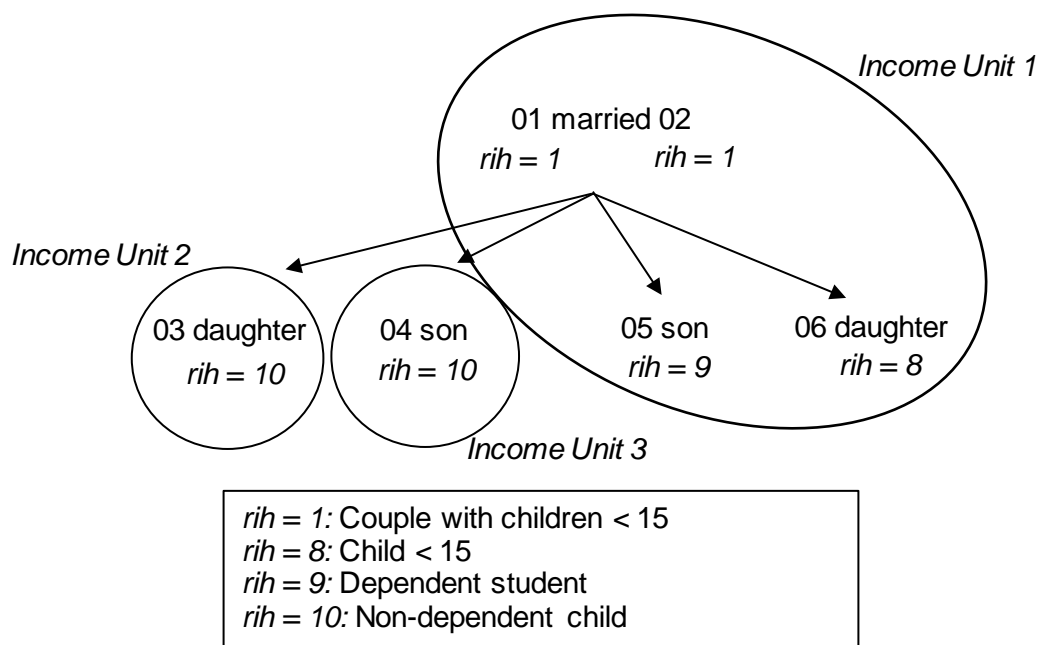 Income Unit 1
01 married 02
rih = 1 rih = 1
Income Unit 2
03 daughter 04 son 05 son 06 daughter
rih = 10 rih = 10 rih = 9 rih = 8
Income Unit 3
rih = 1: Couple with children < 15
rih = 8: Child < 15
rih = 9: Dependent student
rih = 10: Non-dependent child